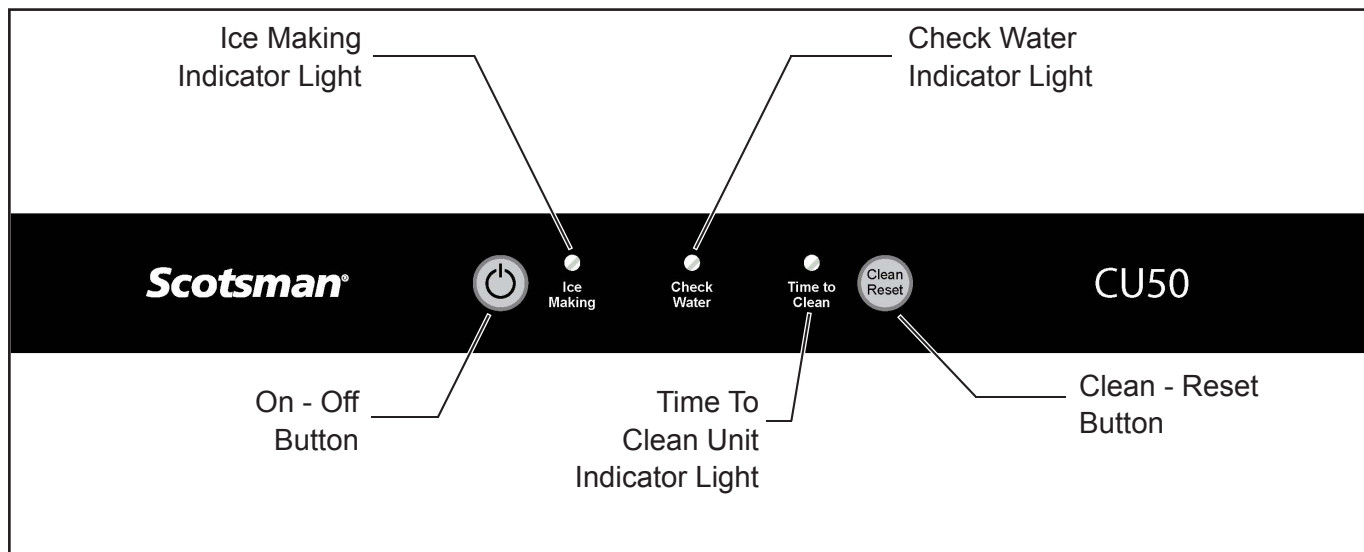 Ice Making
Indicator Light
Check Water
Indicator Light
Scotsman®
Ice
Making
Check
Water
Time to
Clean
Clean
Reset
CU50
On - Off
Button
Time To
Clean Unit
Indicator Light
Clean - Reset
Button